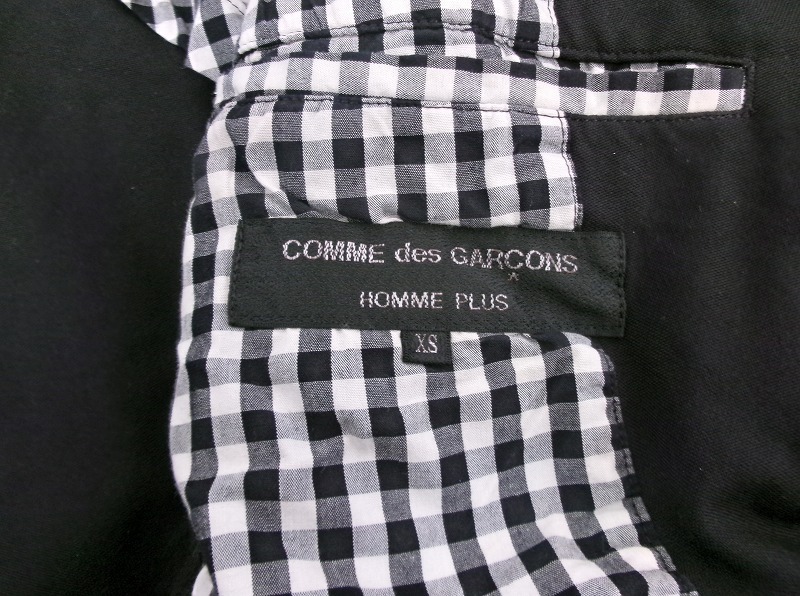 COMME des GARCONS
*
HOMME PLUS
XS